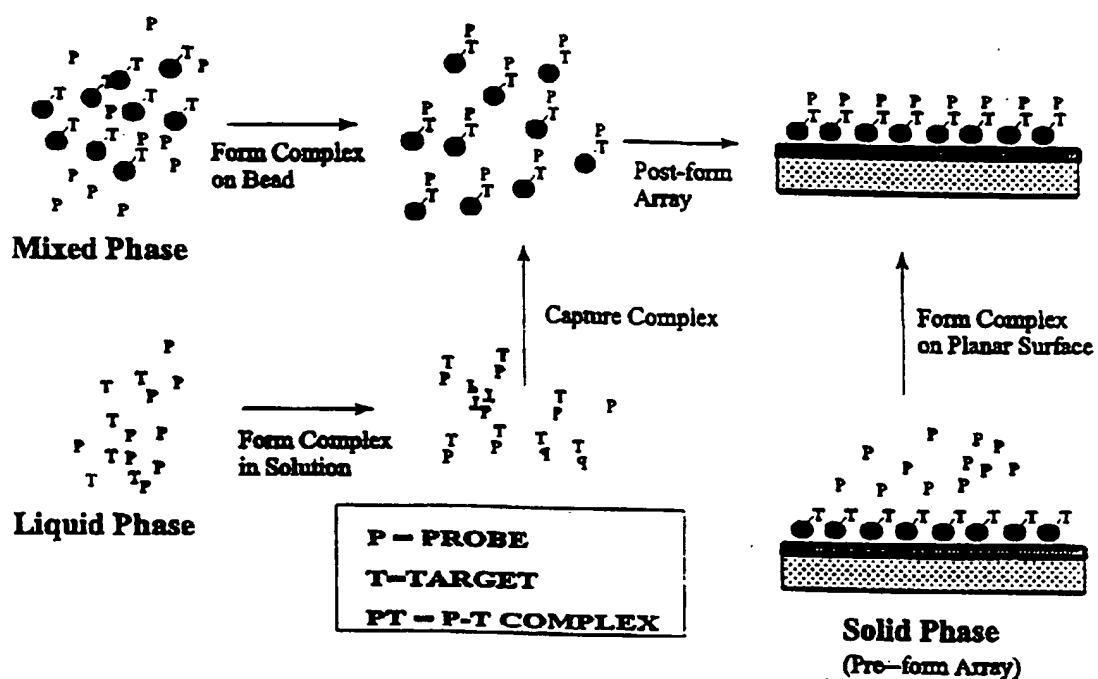 Mixed Phase
Form Complex
on Bead
Post-form
Array
Capture Complex
Form Complex
on Planar Surface
Liquid Phase
Form Complex
in Solution
P = PROBE
T=TARGET
PT = P-T COMPLEX
Solid Phase
(Pre-form Array)